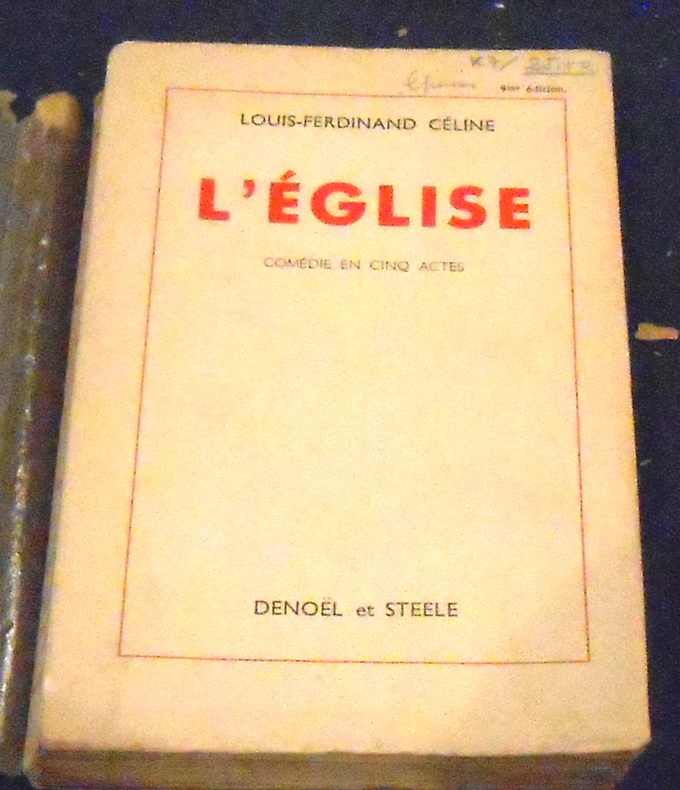 4me édition.
LOUIS-FERDINAND CÉLINE
L'ÉGLISE
COMÉDIE EN CINQ ACTES
DENOËL et STEELE